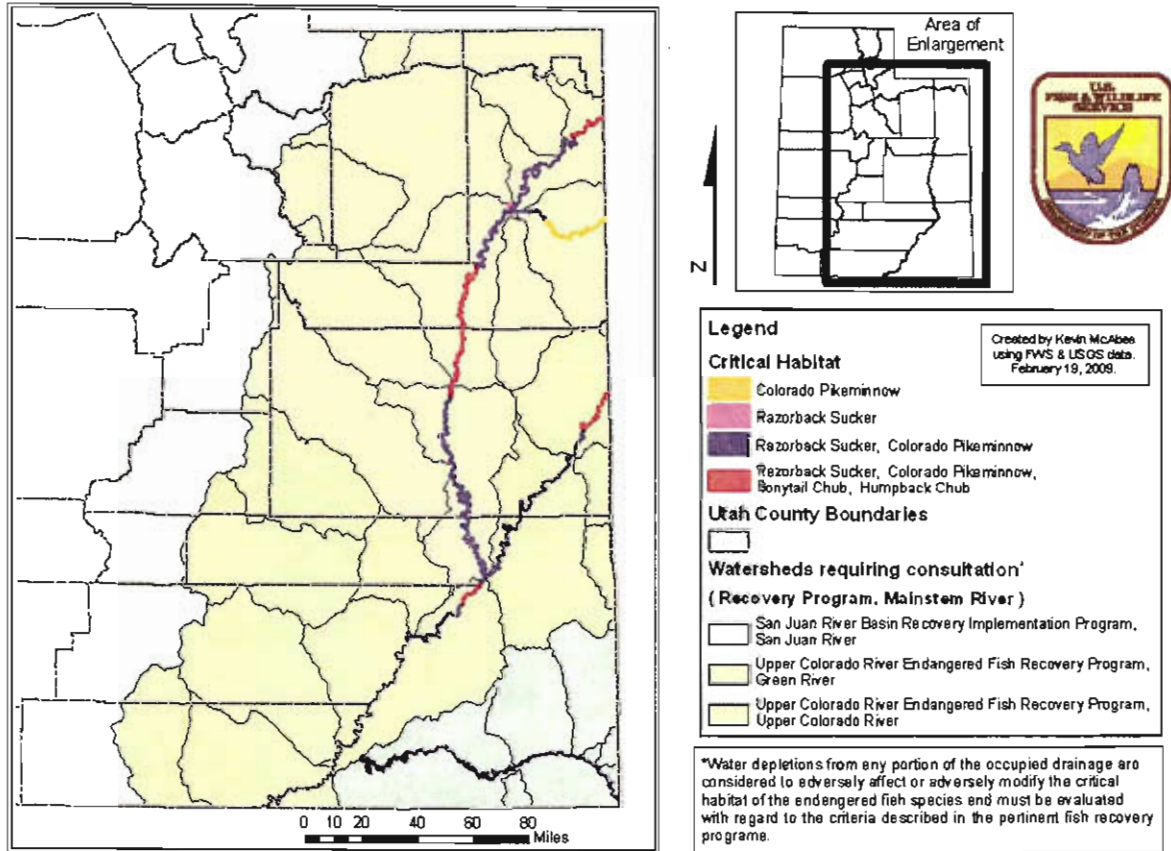 Area of
Enlargement
U.S.
FISH & WILDLIFE
SERVICE
N
Legend
Created by Kevin McAbee
using FWS & USGS data.
February 19, 2009.
Critical Habitat
Colorado Pikeminnow
Razorback Sucker
Razorback Sucker, Colorado Pikeminnow
Razorback Sucker, Colorado Pikeminnow,
Bonytail Chub, Humpback Chub
Utah County Boundaries
Watersheds requiring consultation*
( Recovery Program, Mainstem River )
San Juan River Basin Recovery Implementation Program,
San Juan River
Upper Colorado River Endangered Fish Recovery Program,
Green River
Upper Colorado River Endangered Fish Recovery Program,
Upper Colorado River
*Water depletions from any portion of the occupied drainage are
considered to adversely affect or adversely modify the critical
habitat of the endangered fish species and must be evaluated
with regard to the criteria described in the pertinent fish recovery
programs.
0 10 20 40 60 80
Miles